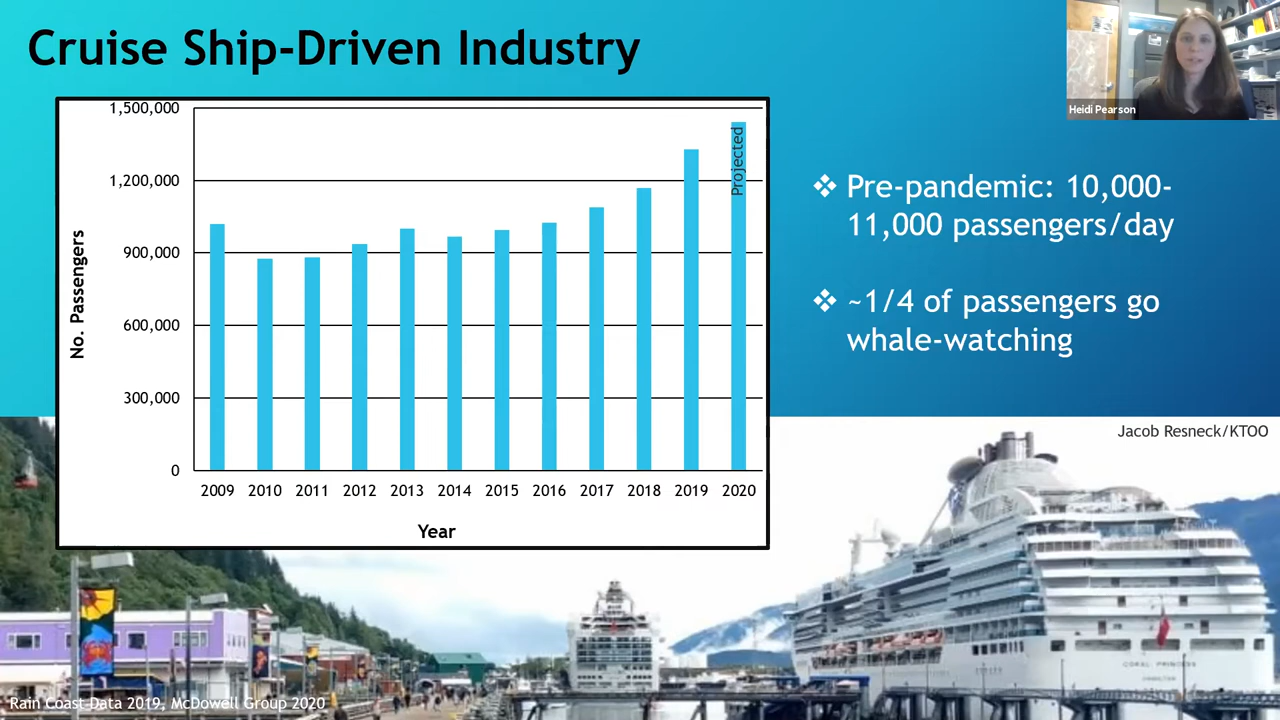 Cruise Ship-Driven Industry
Heidi Pearson
1,500,000
1,200,000
900,000
600,000
300,000
0
No. Passengers
Projected
2009 2010 2011 2012 2013 2014 2015 2016 2017 2018 2019 2020
Year
❖ Pre-pandemic: 10,000-
11,000 passengers/day
❖ ~1/4 of passengers go
whale-watching
Jacob Resneck/KTOO
CORAL PRINCESS
Rain Coast Data 2019, McDowell Group 2020